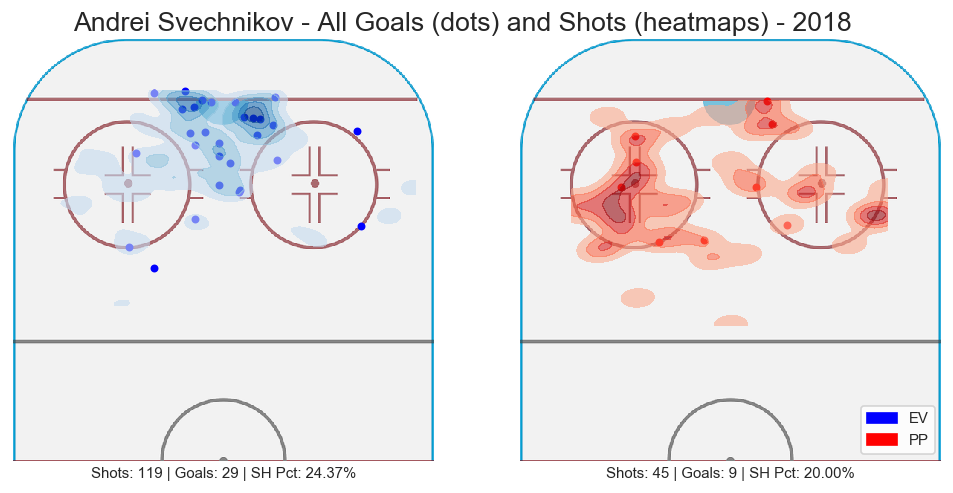 Andrei Svechnikov - All Goals (dots) and Shots (heatmaps) - 2018
EV
PP
Shots: 119 | Goals: 29 | SH Pct: 24.37%
Shots: 45 | Goals: 9 | SH Pct: 20.00%